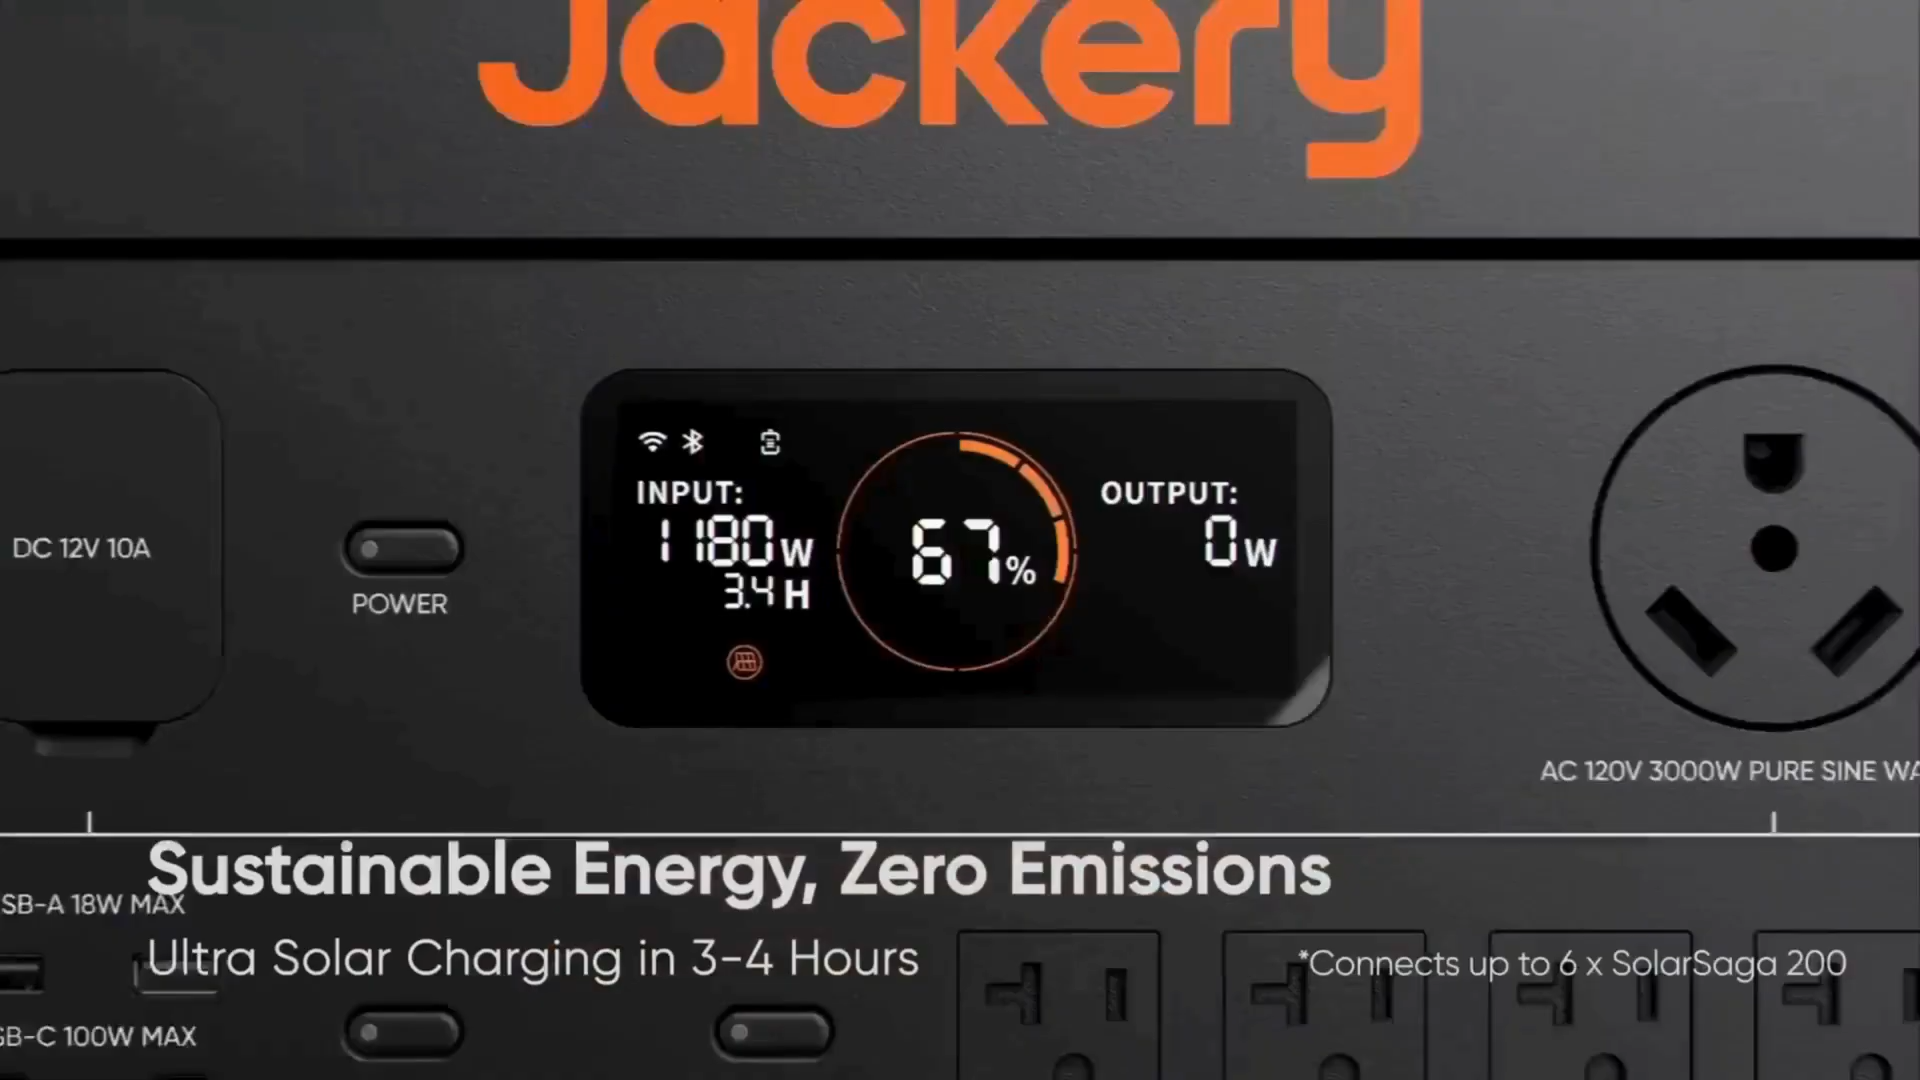 Jackery
INPUT:
1180W
3.4H
67%
OUTPUT:
0W
DC 12V 10A
POWER
AC 120V 3000W PURE SINE WA
Sustainable Energy, Zero Emissions
SB-A 18W MAX
Ultra Solar Charging in 3-4 Hours
*Connects up to 6 x SolarSaga 200
SB-C 100W MAX